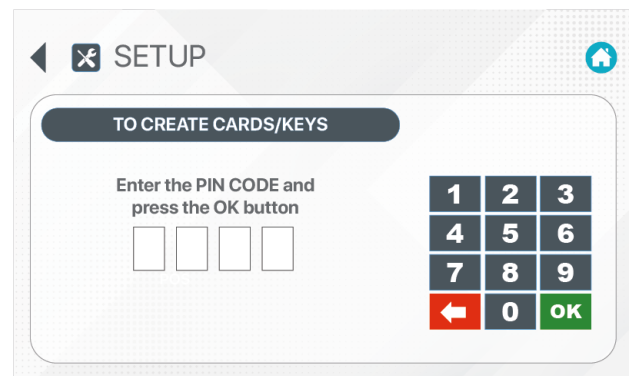 SETUP
TO CREATE CARDS/KEYS
Enter the PIN CODE and
press the OK button
1 2 3
4 5 6
7 8 9
0 OK